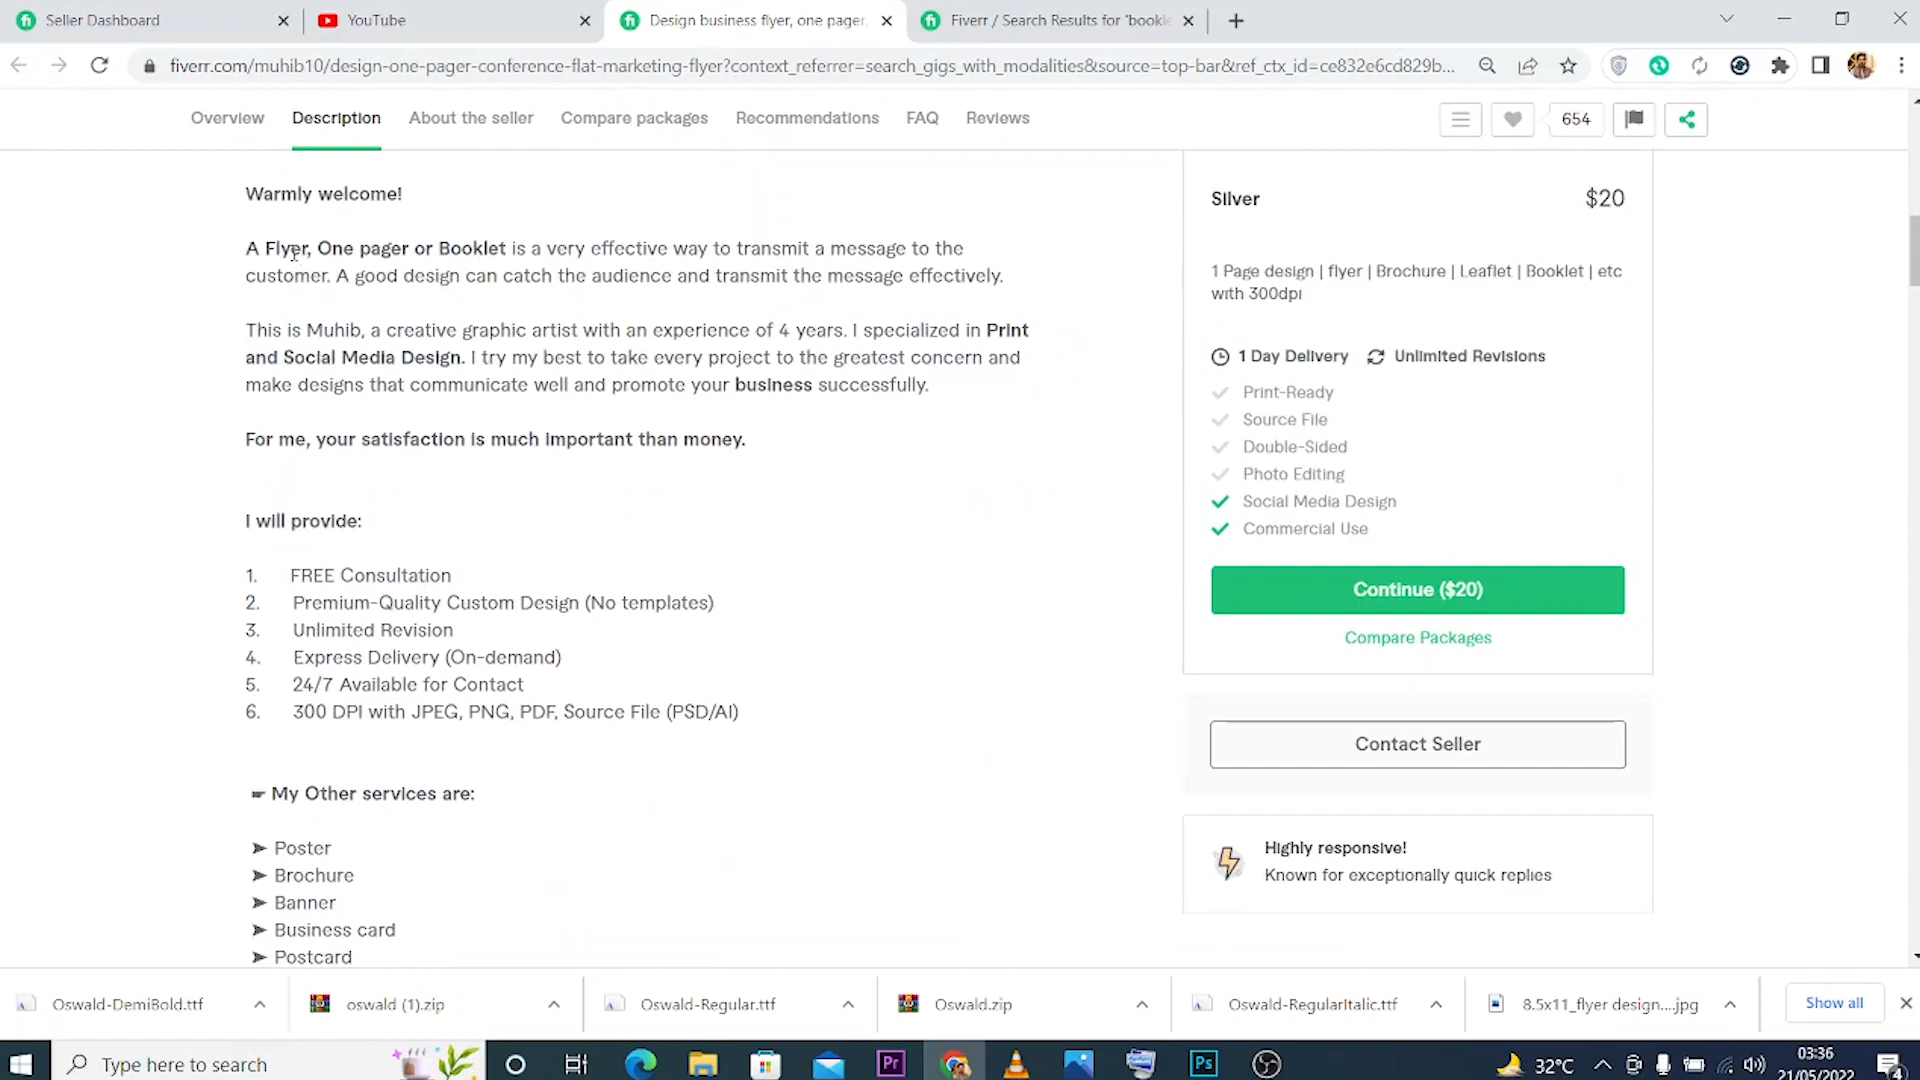 Seller Dashboard
YouTube
Design business flyer, one pager,
Fiverr / Search Results for 'bookle
fiverr.com/muhib10/design-one-pager-conference-flat-marketing-flyer?context_referrer=search_gigs_with_modalities&source=top-bar&ref_ctx_id=ce832e6cd829b...
Overview
Description
About the seller
Compare packages
Recommendations
FAQ
Reviews
654
Warmly welcome!
A Flyer, One pager or Booklet is a very effective way to transmit a message to the
customer. A good design can catch the audience and transmit the message effectively.
This is Muhib, a creative graphic artist with an experience of 4 years. I specialized in Print
and Social Media Design. I try my best to take every project to the greatest concern and
make designs that communicate well and promote your business successfully.
For me, your satisfaction is much important than money.
I will provide:
1. FREE Consultation
2. Premium-Quality Custom Design (No templates)
3. Unlimited Revision
4. Express Delivery (On-demand)
5. 24/7 Available for Contact
6. 300 DPI with JPEG, PNG, PDF, Source File (PSD/AI)
☛ My Other services are:
➤ Poster
➤ Brochure
➤ Banner
➤ Business card
➤ Postcard
Silver $20
1 Page design | flyer | Brochure | Leaflet | Booklet | etc
with 300dpi
1 Day Delivery Unlimited Revisions
Print-Ready
Source File
Double-Sided
Photo Editing
Social Media Design
Commercial Use
Continue ($20)
Compare Packages
Contact Seller
Highly responsive!
Known for exceptionally quick replies
Oswald-DemiBold.ttf
oswald (1).zip
Oswald-Regular.ttf
Oswald.zip
Oswald-RegularItalic.ttf
8.5x11_flyer design....jpg
Show all
Type here to search
Pr
Ps
32°C
03:36
21/05/2022
4